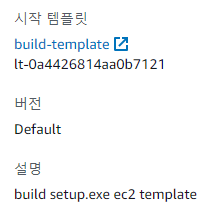 시작 템플릿
build-template
lt-0a4426814aa0b7121
버전
Default
설명
build setup.exe ec2 template